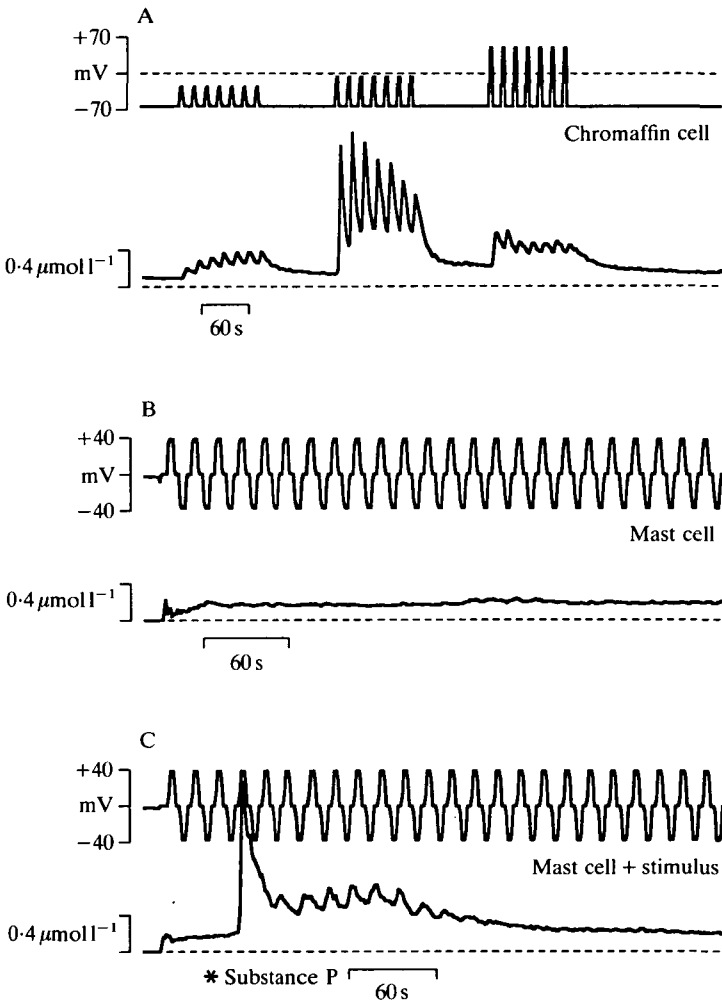 A
+70
mV
−70
Chromaffin cell
0·4 μmol l⁻¹
60 s
B
+40
mV
−40
Mast cell
0·4 μmol l⁻¹
60 s
C
+40
mV
−40
Mast cell + stimulus
0·4 μmol l⁻¹
* Substance P
60 s